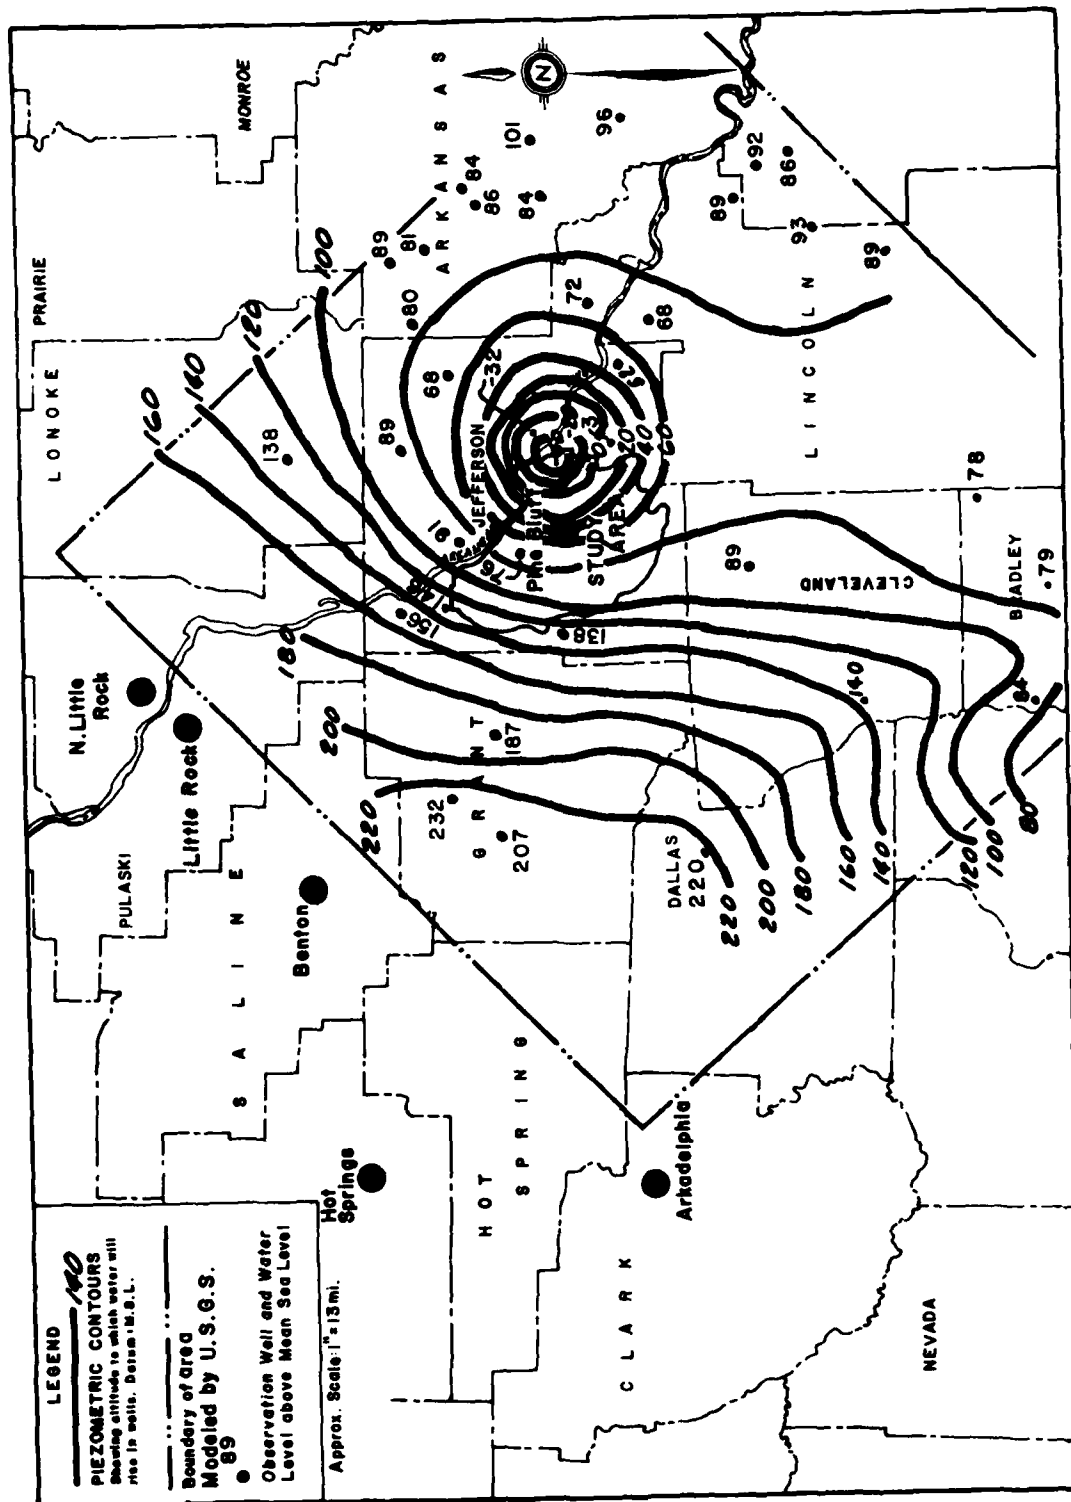 LEGEND
140
PIEZOMETRIC CONTOURS
Showing altitude to which water will
rise in wells. Datum: M.S.L.
Boundary of area
Modeled by U.S.G.S.
89
Observation Well and Water
Level above Mean Sea Level
Approx. Scale: 1" = 13 mi.
LONOKE
PRAIRIE
MONROE
PULASKI
N. Little
Rock
Little Rock
SALINE
Benton
Hot
Springs
HOT
SPRING
Arkadelphia
CLARK
NEVADA
DALLAS
220
GRANT
232
207
187
ARKANSAS
N
JEFFERSON
Pine Bluff
STUDY
AREA
LINCOLN
CLEVELAND
BRADLEY
160
140
120
100
180
200
220
220
200
180
160
140
120
100
80
60
40
20
0
138
89
68
80
89
81
84
86
84
101
96
72
68
92
86
89
93
89
78
79
89
140
138
156
146
91
-32